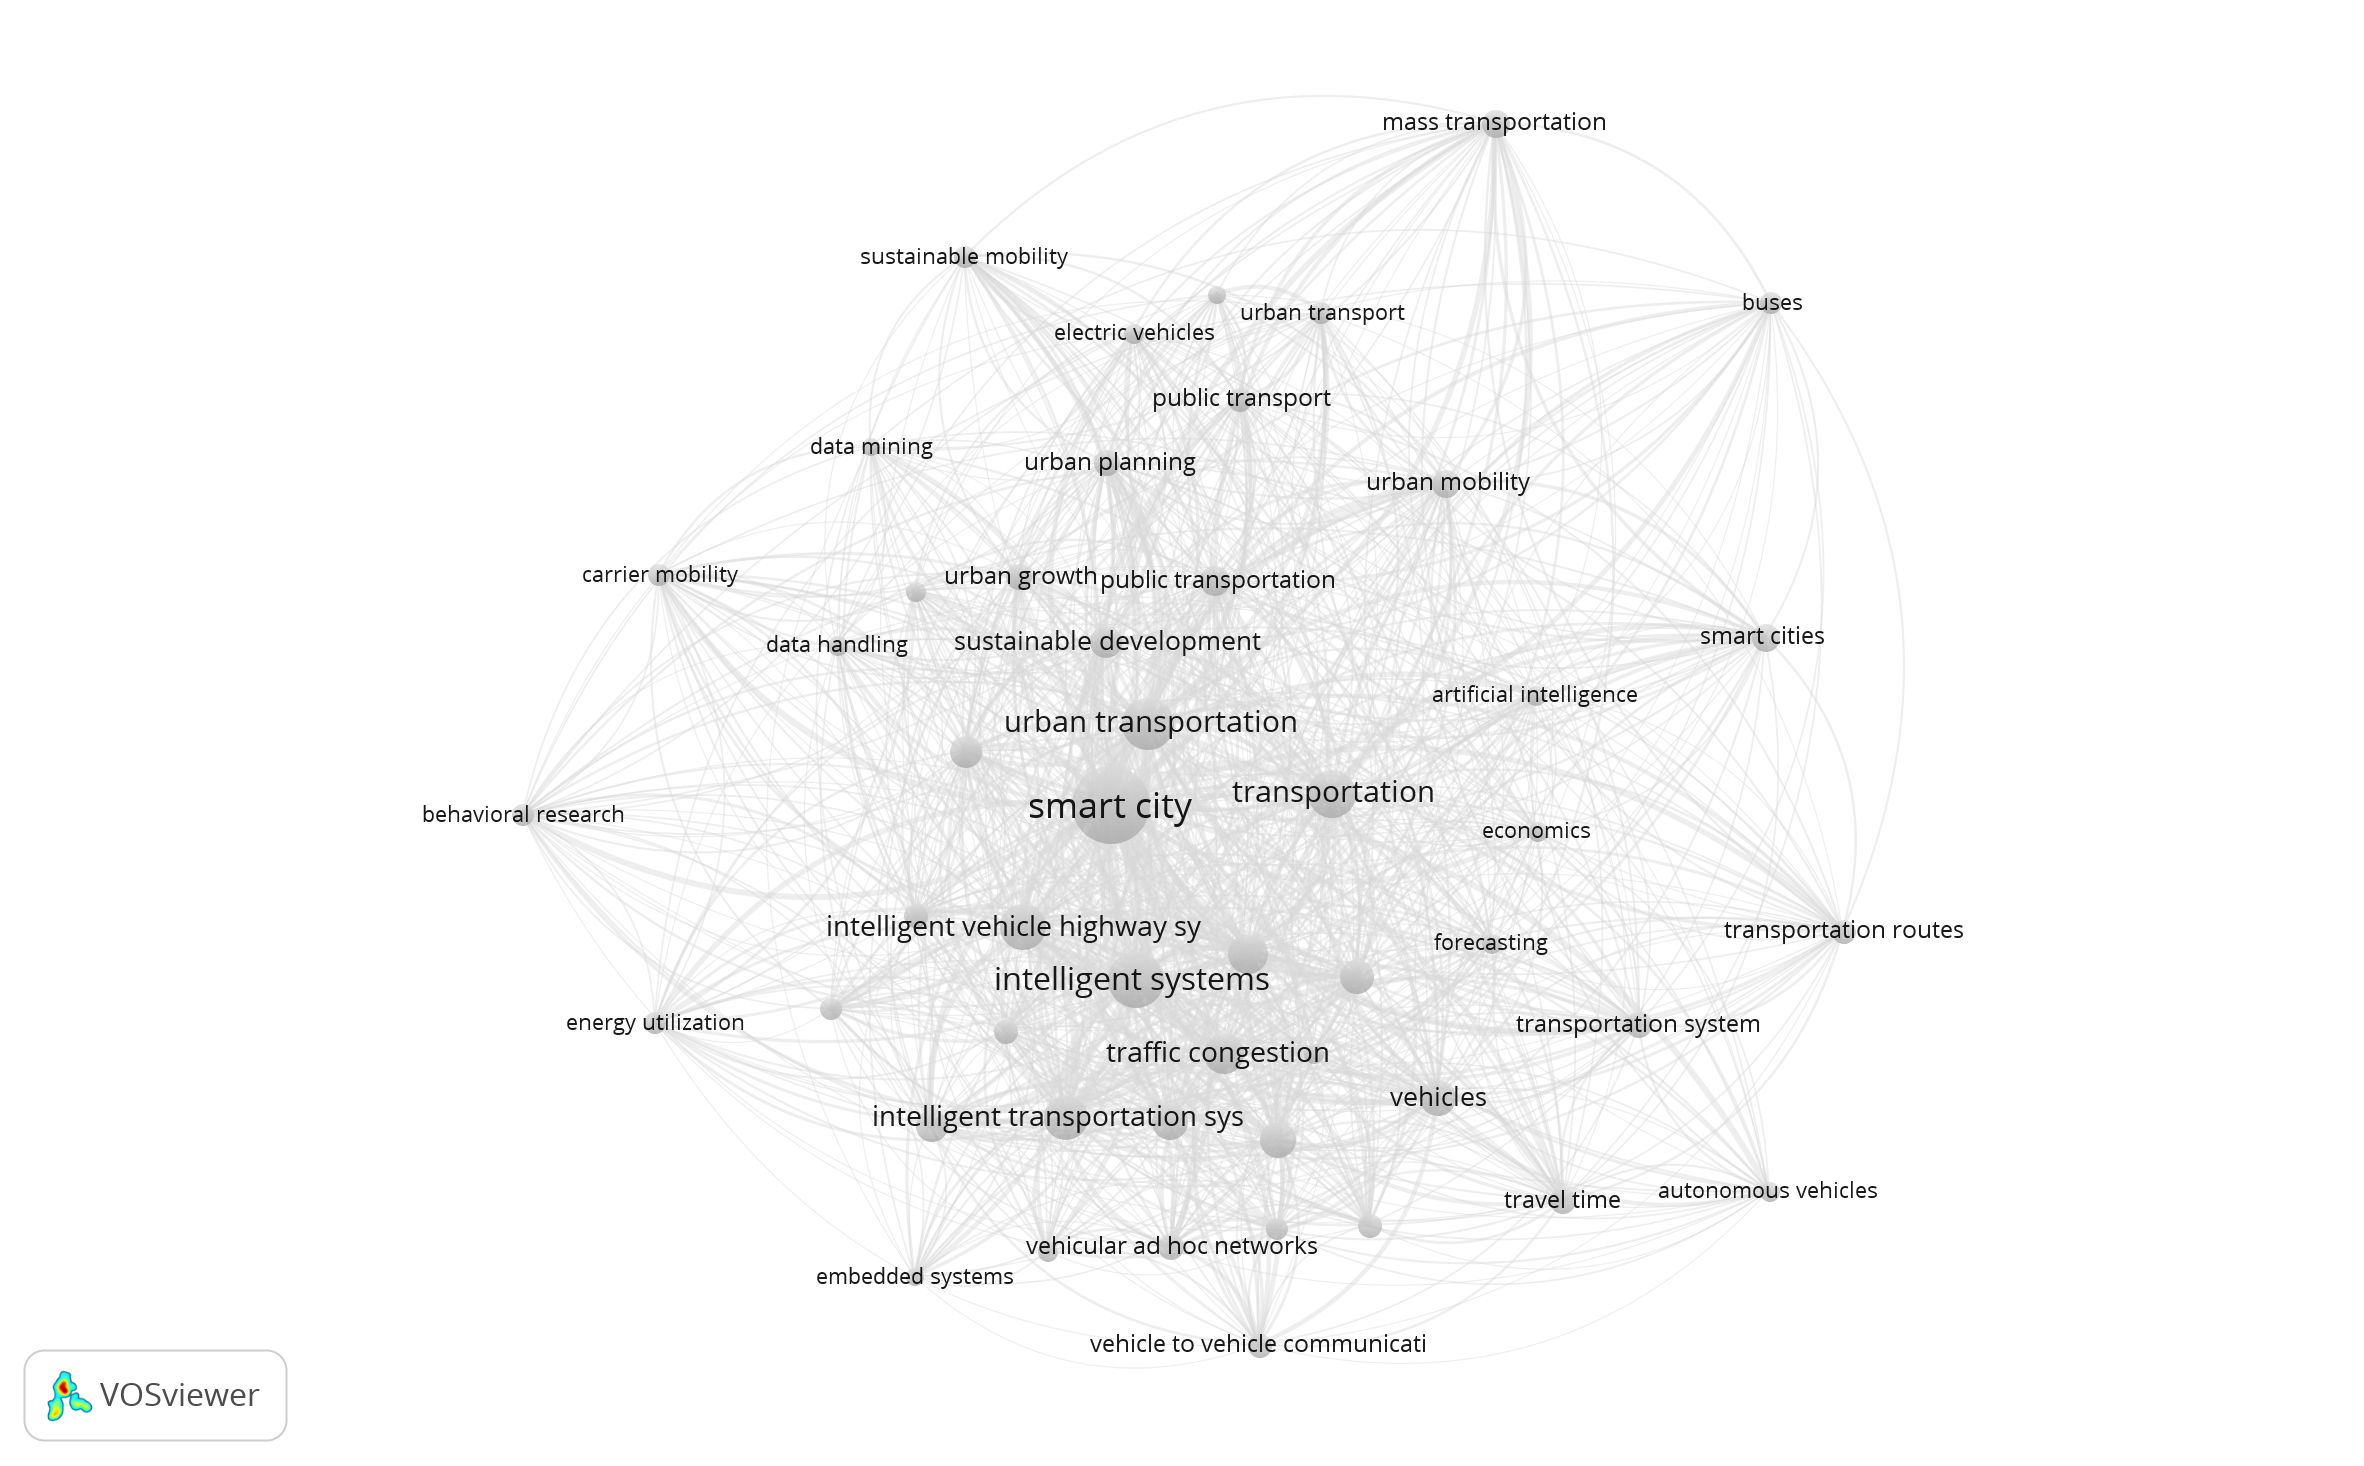 mass transportation
sustainable mobility
buses
urban transport
electric vehicles
public transport
data mining
urban planning
urban mobility
carrier mobility
urban growth
public transportation
data handling
sustainable development
smart cities
artificial intelligence
urban transportation
transportation
smart city
behavioral research
economics
intelligent vehicle highway sy
forecasting
transportation routes
intelligent systems
energy utilization
transportation system
traffic congestion
vehicles
intelligent transportation sys
travel time
autonomous vehicles
vehicular ad hoc networks
embedded systems
vehicle to vehicle communicati
VOSviewer